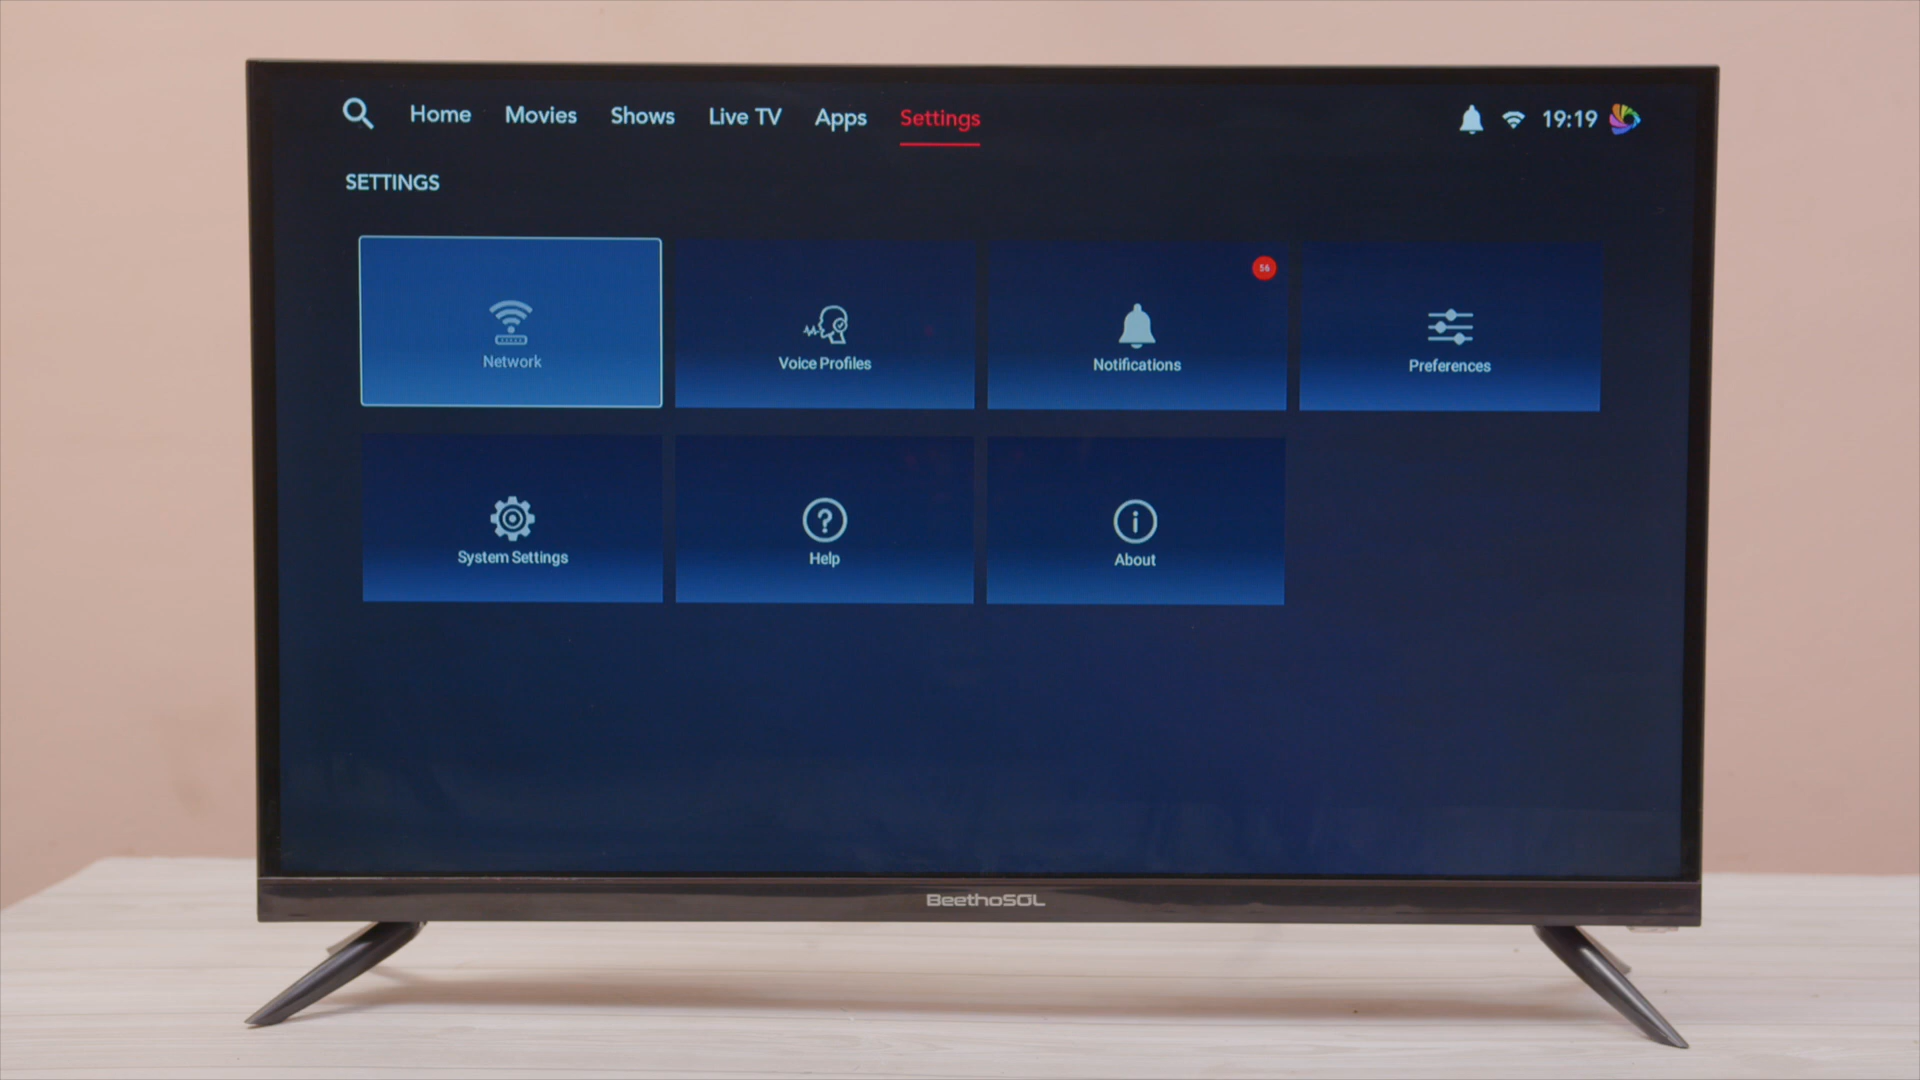 Home Movies Shows Live TV Apps Settings 19:19
SETTINGS
56
Network Voice Profiles Notifications Preferences
System Settings Help About
BeethoSOL